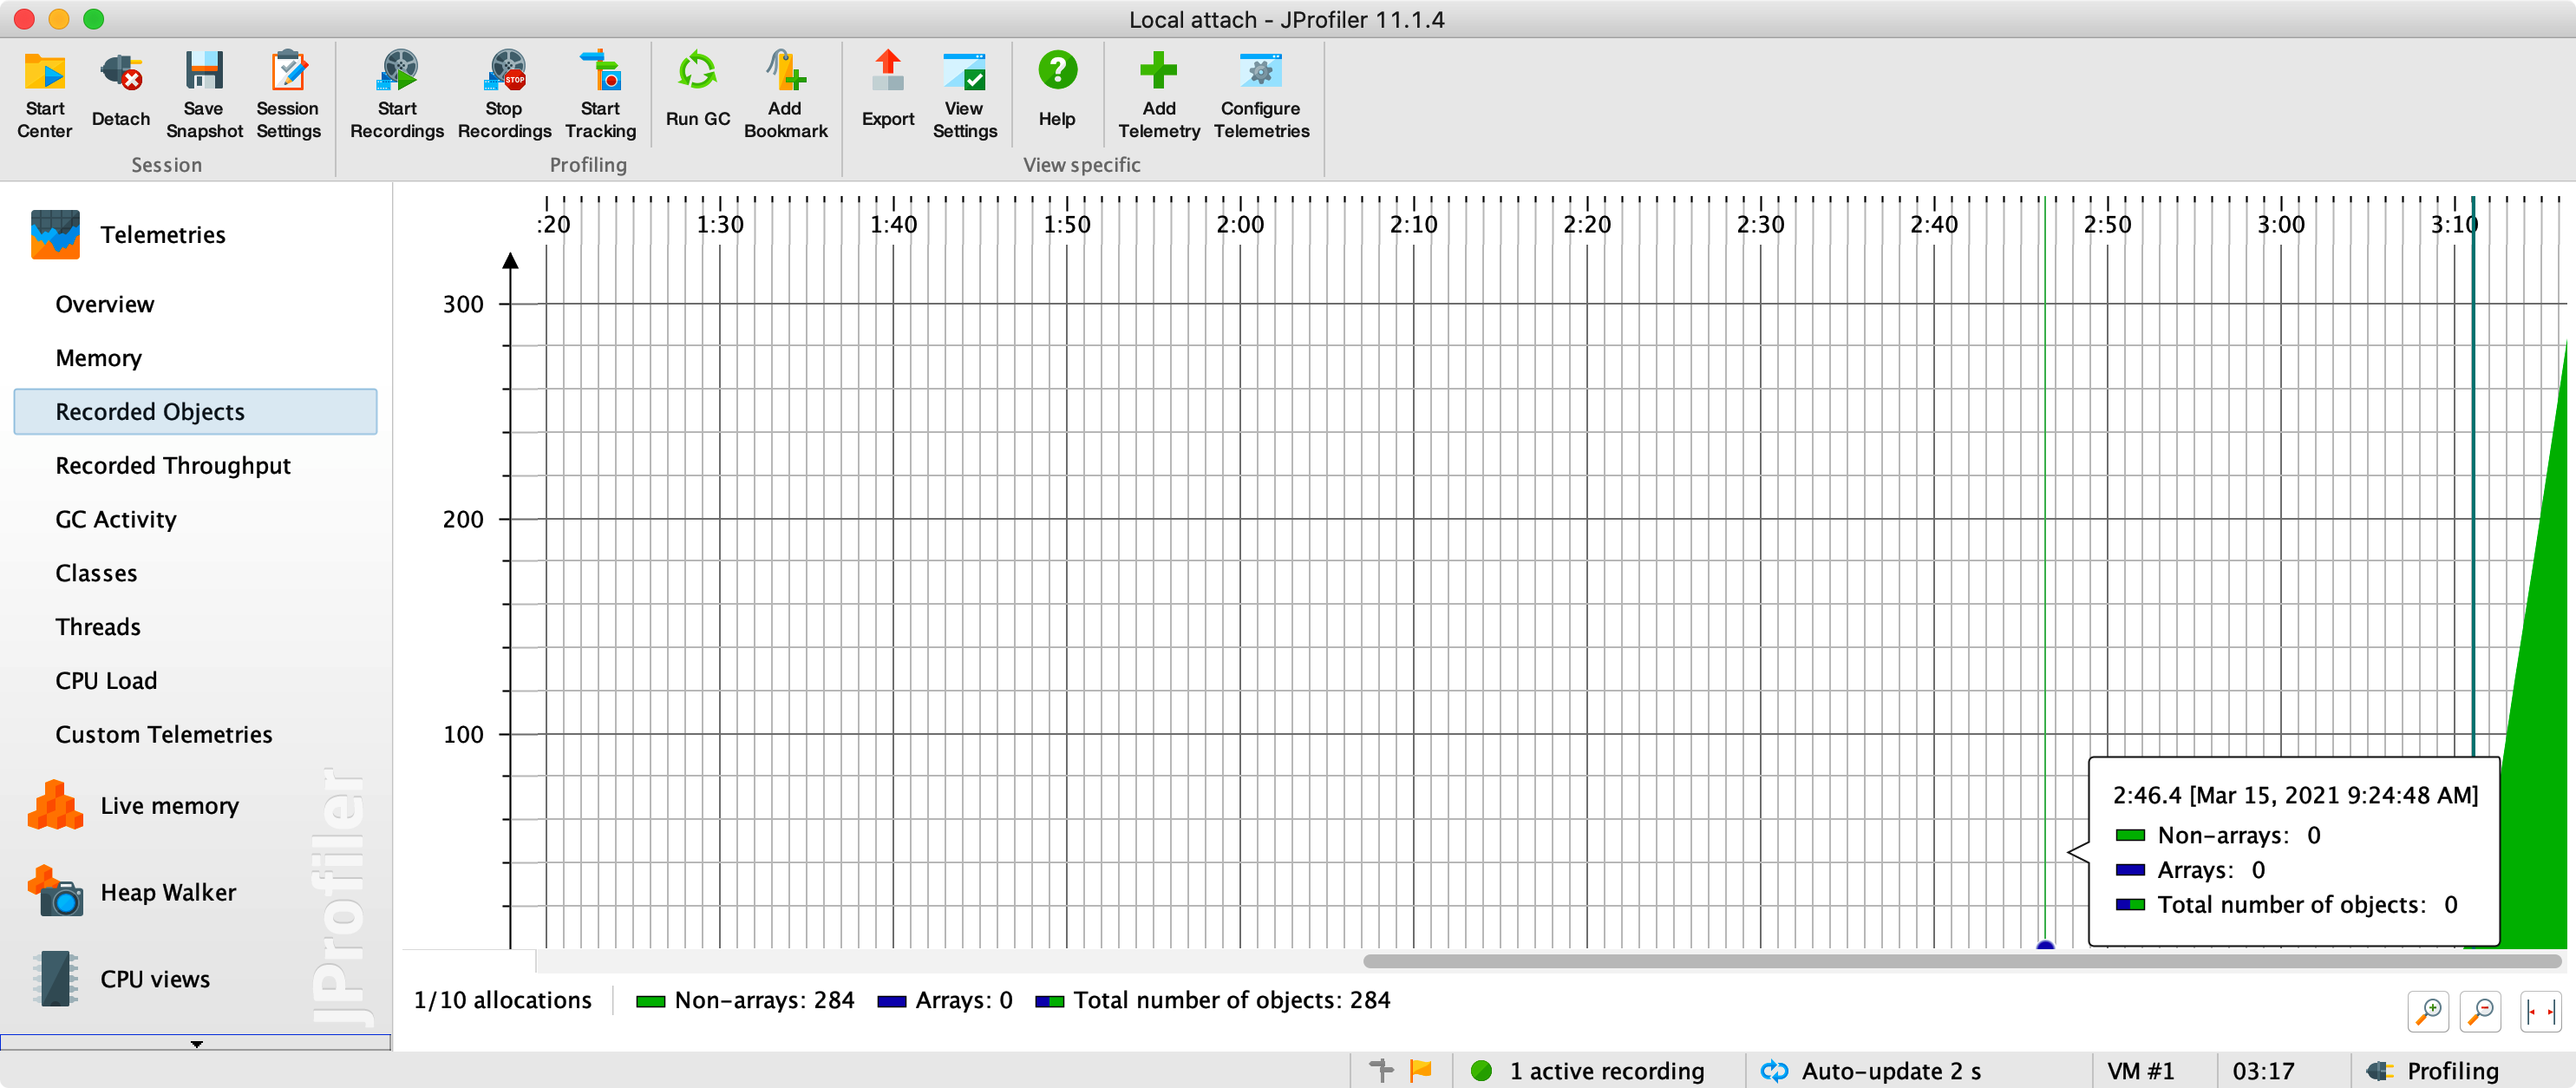 Local attach - JProfiler 11.1.4
Start Center
Detach
Save Snapshot
Session Settings
Start Recordings
Stop Recordings
STOP
Start Tracking
Run GC
Add Bookmark
Export
View Settings
Help
Add Telemetry
Configure Telemetries
Session
Profiling
View specific
Telemetries
Overview
Memory
Recorded Objects
Recorded Throughput
GC Activity
Classes
Threads
CPU Load
Custom Telemetries
Live memory
Heap Walker
CPU views
JProfiler
:20 1:30 1:40 1:50 2:00 2:10 2:20 2:30 2:40 2:50 3:00 3:10
300
200
100
2:46.4 [Mar 15, 2021 9:24:48 AM]
Non-arrays: 0
Arrays: 0
Total number of objects: 0
1/10 allocations Non-arrays: 284 Arrays: 0 Total number of objects: 284
1 active recording Auto-update 2 s VM #1 03:17 Profiling